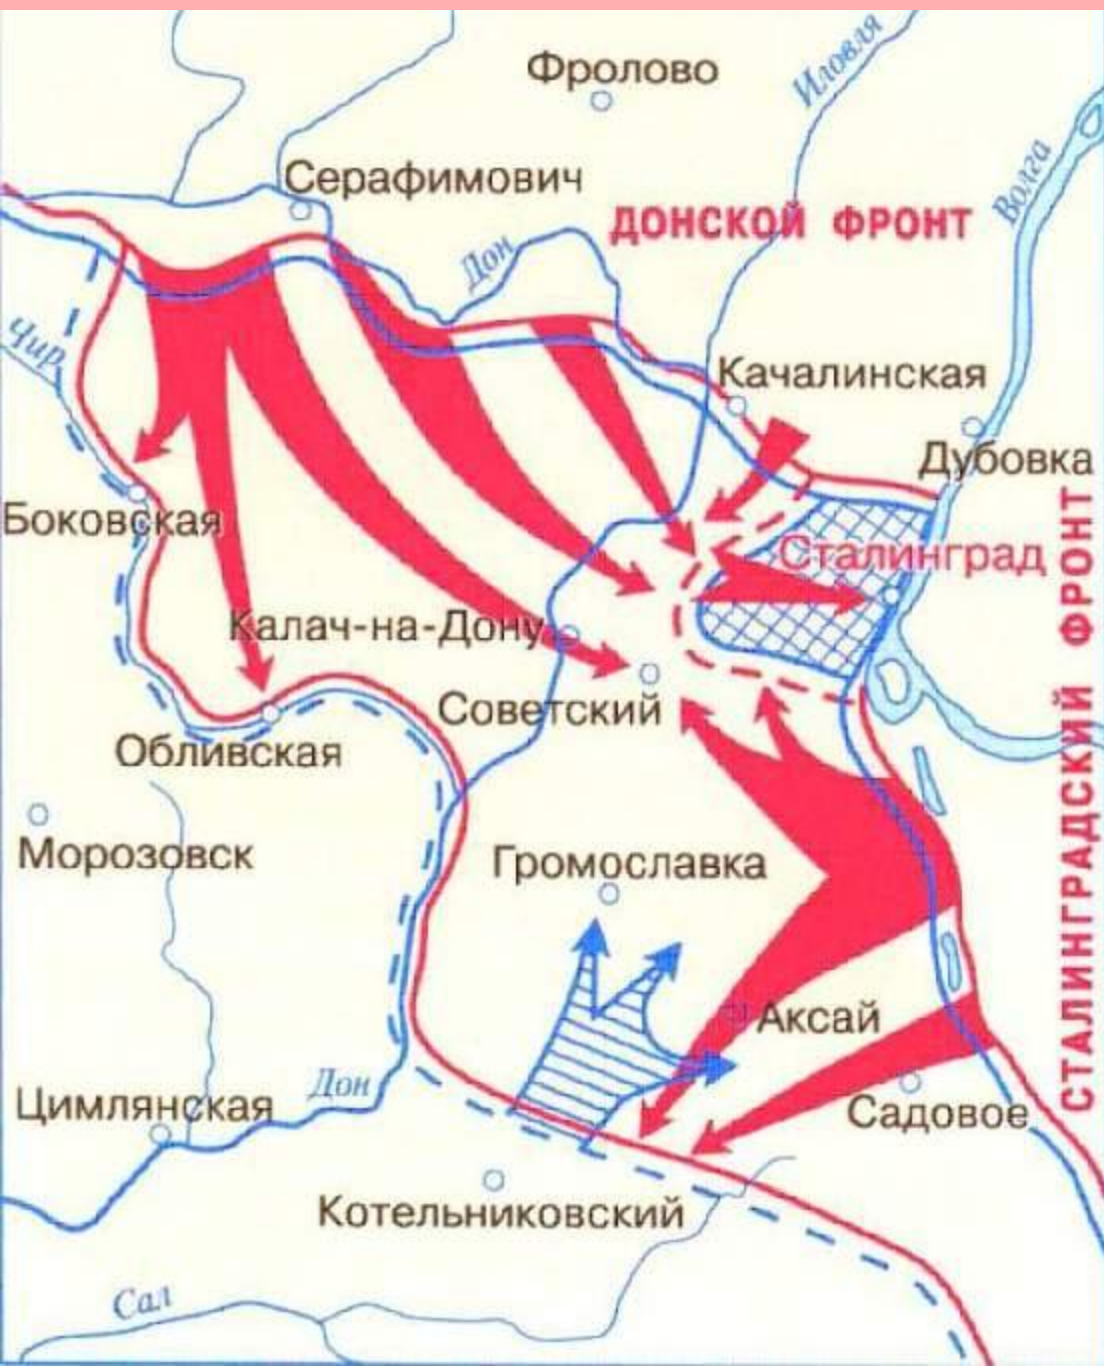 Фролово
Иловля
Волга
Серафимович
ДОНСКОЙ ФРОНТ
Дон
Чир
Качалинская
Дубовка
Боковская
Сталинград
СТАЛИНГРАДСКИЙ ФРОНТ
Калач-на-Дону
Советский
Обливская
Морозовск
Громославка
Аксай
Дон
Цимлянская
Садовое
Котельниковский
Сал